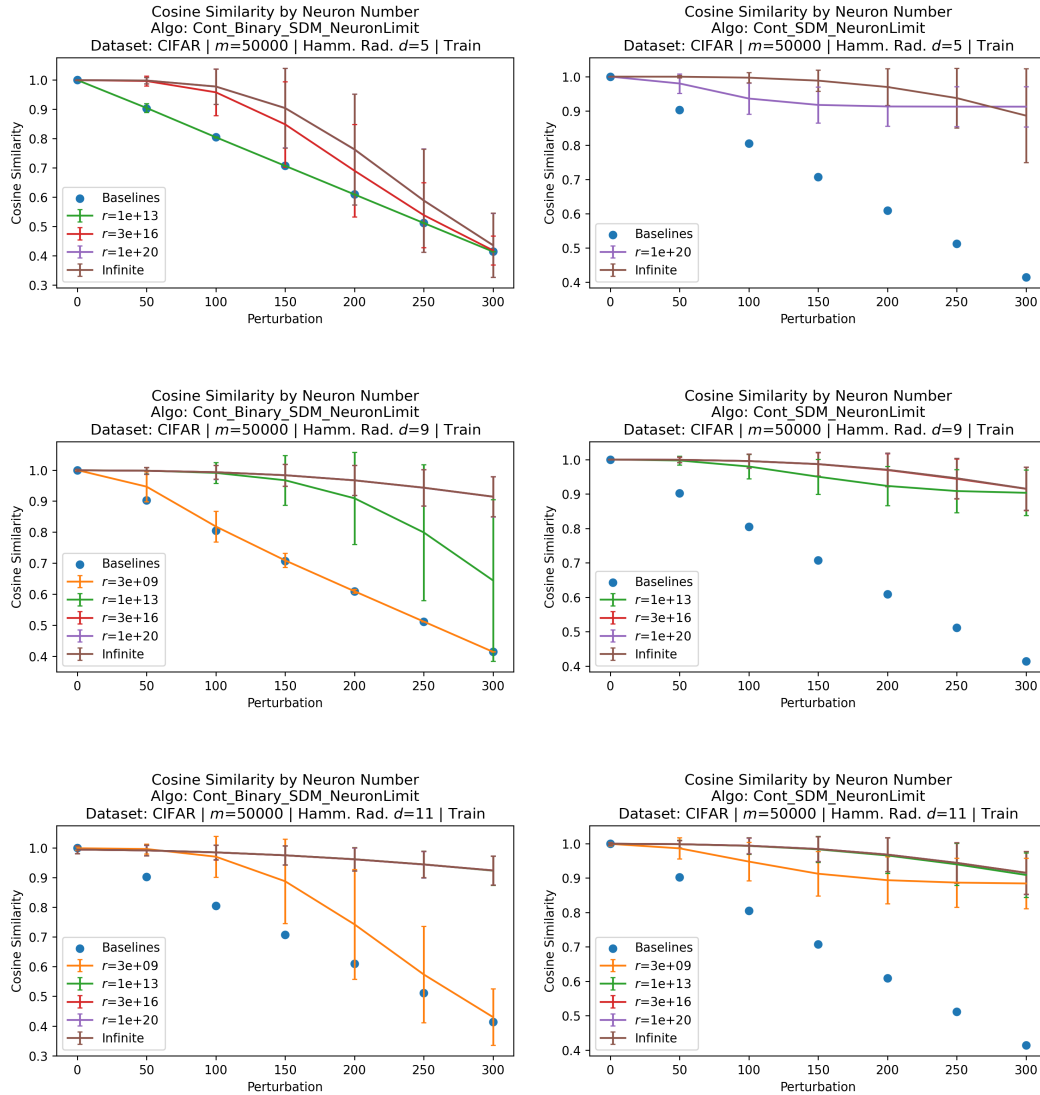 Cosine Similarity by Neuron Number
Algo: Cont_Binary_SDM_NeuronLimit
Dataset: CIFAR | m=50000 | Hamm. Rad. d=5 | Train
1.0
0.9
0.8
0.7
0.6
0.5
0.4
0.3
Cosine Similarity
Baselines
r=1e+13
r=3e+16
r=1e+20
Infinite
0 50 100 150 200 250 300
Perturbation
Cosine Similarity by Neuron Number
Algo: Cont_SDM_NeuronLimit
Dataset: CIFAR | m=50000 | Hamm. Rad. d=5 | Train
1.0
0.9
0.8
0.7
0.6
0.5
0.4
Cosine Similarity
Baselines
r=1e+20
Infinite
0 50 100 150 200 250 300
Perturbation
Cosine Similarity by Neuron Number
Algo: Cont_Binary_SDM_NeuronLimit
Dataset: CIFAR | m=50000 | Hamm. Rad. d=9 | Train
1.0
0.9
0.8
0.7
0.6
0.5
0.4
Cosine Similarity
Baselines
r=3e+09
r=1e+13
r=3e+16
r=1e+20
Infinite
0 50 100 150 200 250 300
Perturbation
Cosine Similarity by Neuron Number
Algo: Cont_SDM_NeuronLimit
Dataset: CIFAR | m=50000 | Hamm. Rad. d=9 | Train
1.0
0.9
0.8
0.7
0.6
0.5
0.4
Cosine Similarity
Baselines
r=1e+13
r=3e+16
r=1e+20
Infinite
0 50 100 150 200 250 300
Perturbation
Cosine Similarity by Neuron Number
Algo: Cont_Binary_SDM_NeuronLimit
Dataset: CIFAR | m=50000 | Hamm. Rad. d=11 | Train
1.0
0.9
0.8
0.7
0.6
0.5
0.4
0.3
Cosine Similarity
Baselines
r=3e+09
r=1e+13
r=3e+16
r=1e+20
Infinite
0 50 100 150 200 250 300
Perturbation
Cosine Similarity by Neuron Number
Algo: Cont_SDM_NeuronLimit
Dataset: CIFAR | m=50000 | Hamm. Rad. d=11 | Train
1.0
0.9
0.8
0.7
0.6
0.5
0.4
Cosine Similarity
Baselines
r=3e+09
r=1e+13
r=3e+16
r=1e+20
Infinite
0 50 100 150 200 250 300
Perturbation